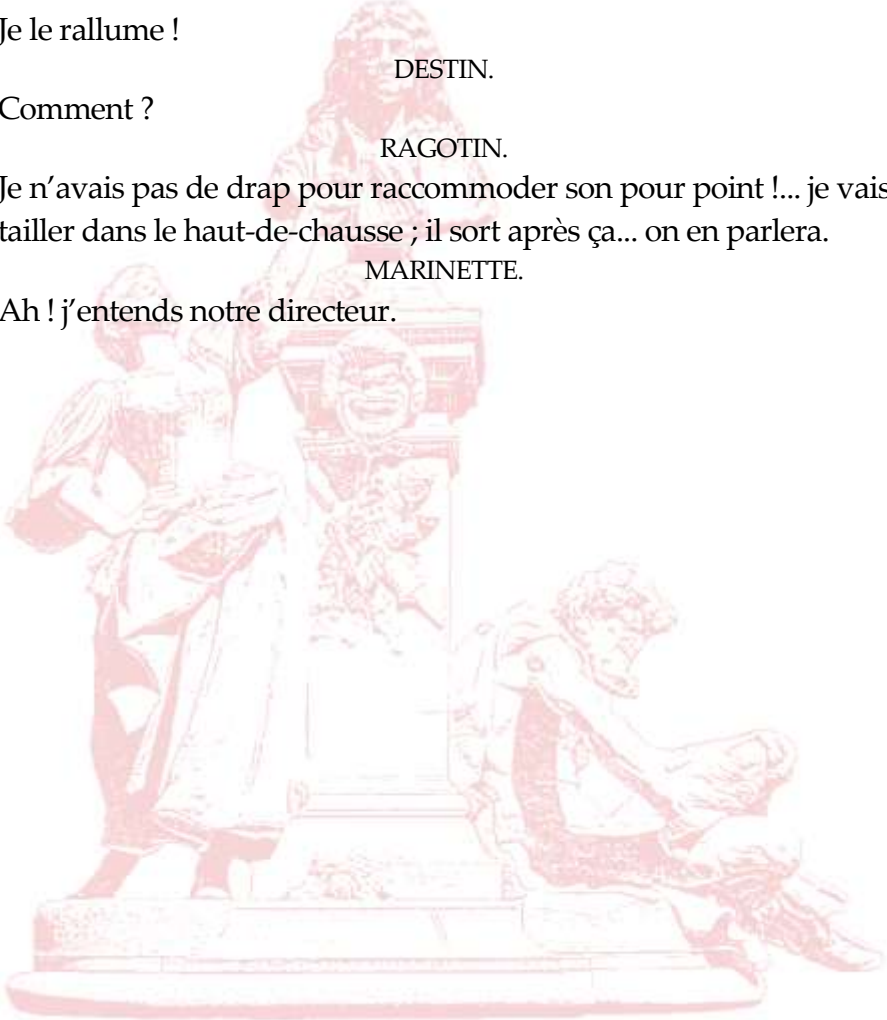 Je le rallume !
DESTIN.
Comment ?
RAGOTIN.
Je n’avais pas de drap pour raccommoder son pour point !... je vais
tailler dans le haut-de-chausse ; il sort après ça... on en parlera.
MARINETTE.
Ah ! j’entends notre directeur.